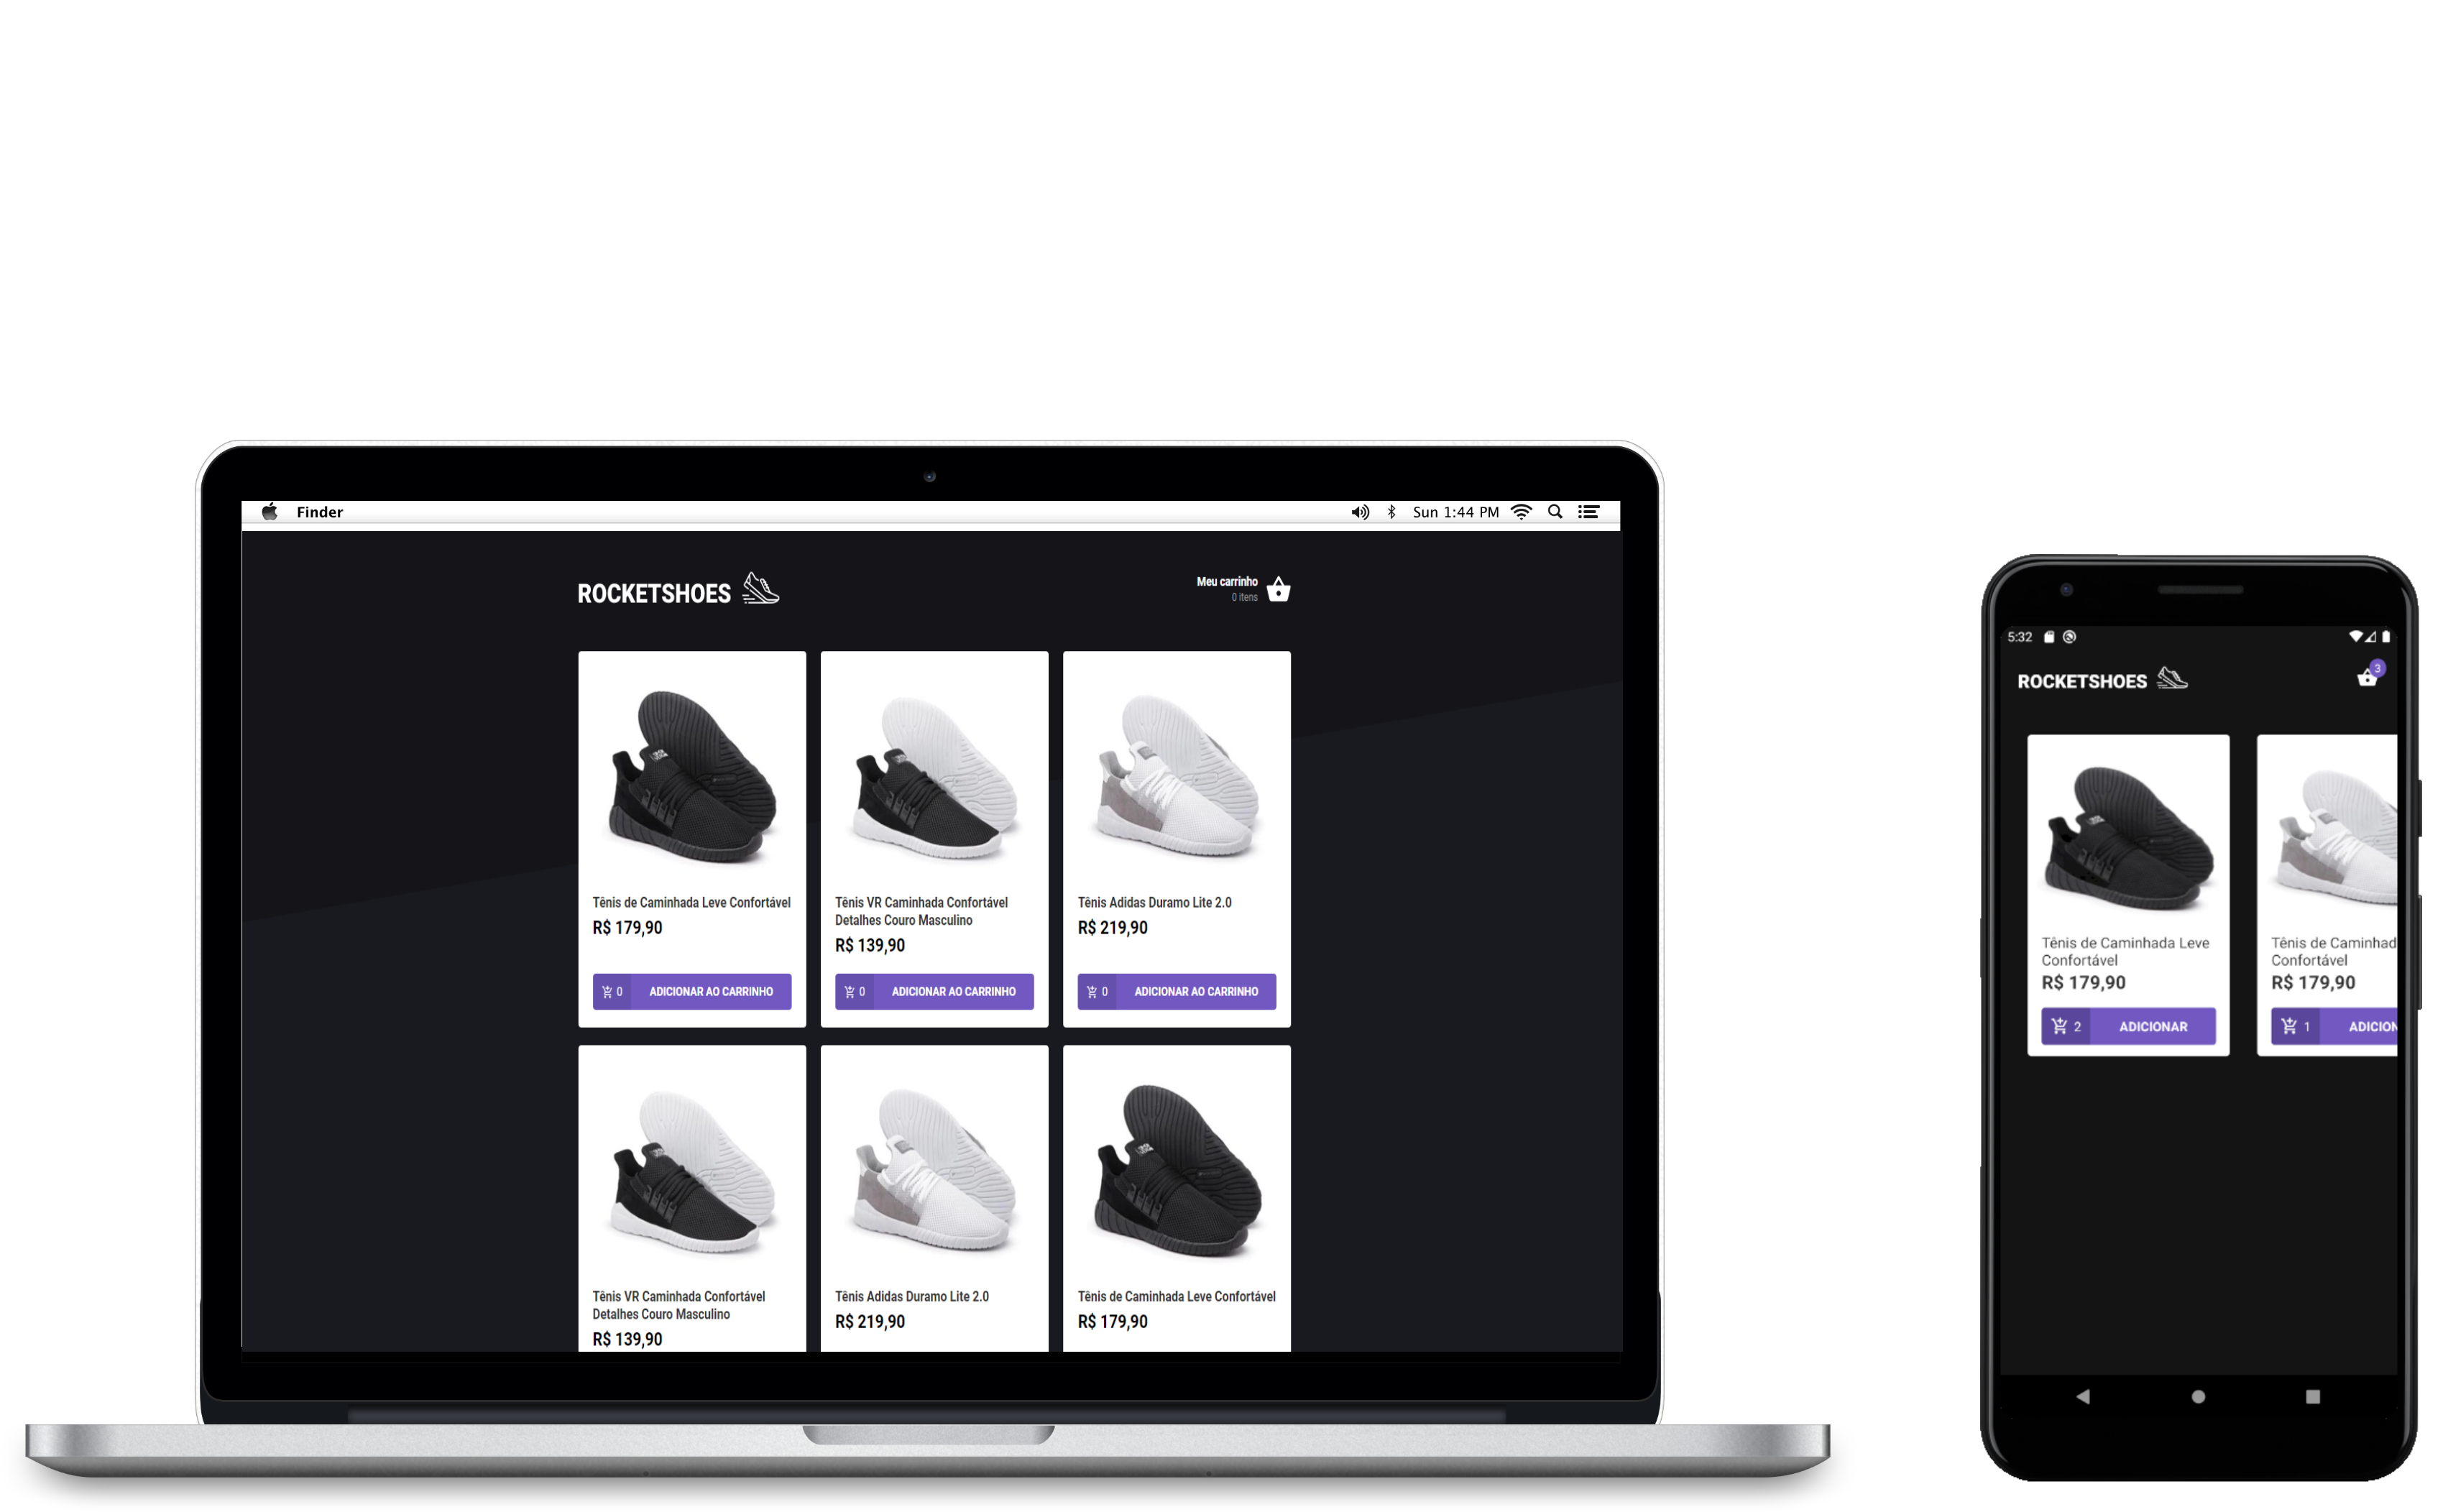 Finder
Sun 1:44 PM
ROCKETSHOES
Meu carrinho
0 itens
Tênis de Caminhada Leve Confortável
R$ 179,90
0 ADICIONAR AO CARRINHO
Tênis VR Caminhada Confortável
Detalhes Couro Masculino
R$ 139,90
0 ADICIONAR AO CARRINHO
Tênis Adidas Duramo Lite 2.0
R$ 219,90
0 ADICIONAR AO CARRINHO
Tênis VR Caminhada Confortável
Detalhes Couro Masculino
R$ 139,90
Tênis Adidas Duramo Lite 2.0
R$ 219,90
Tênis de Caminhada Leve Confortável
R$ 179,90
5:32
ROCKETSHOES
3
Tênis de Caminhada Leve
Confortável
R$ 179,90
2 ADICIONAR
Tênis de Caminhad
Confortável
R$ 179,90
1 ADICION